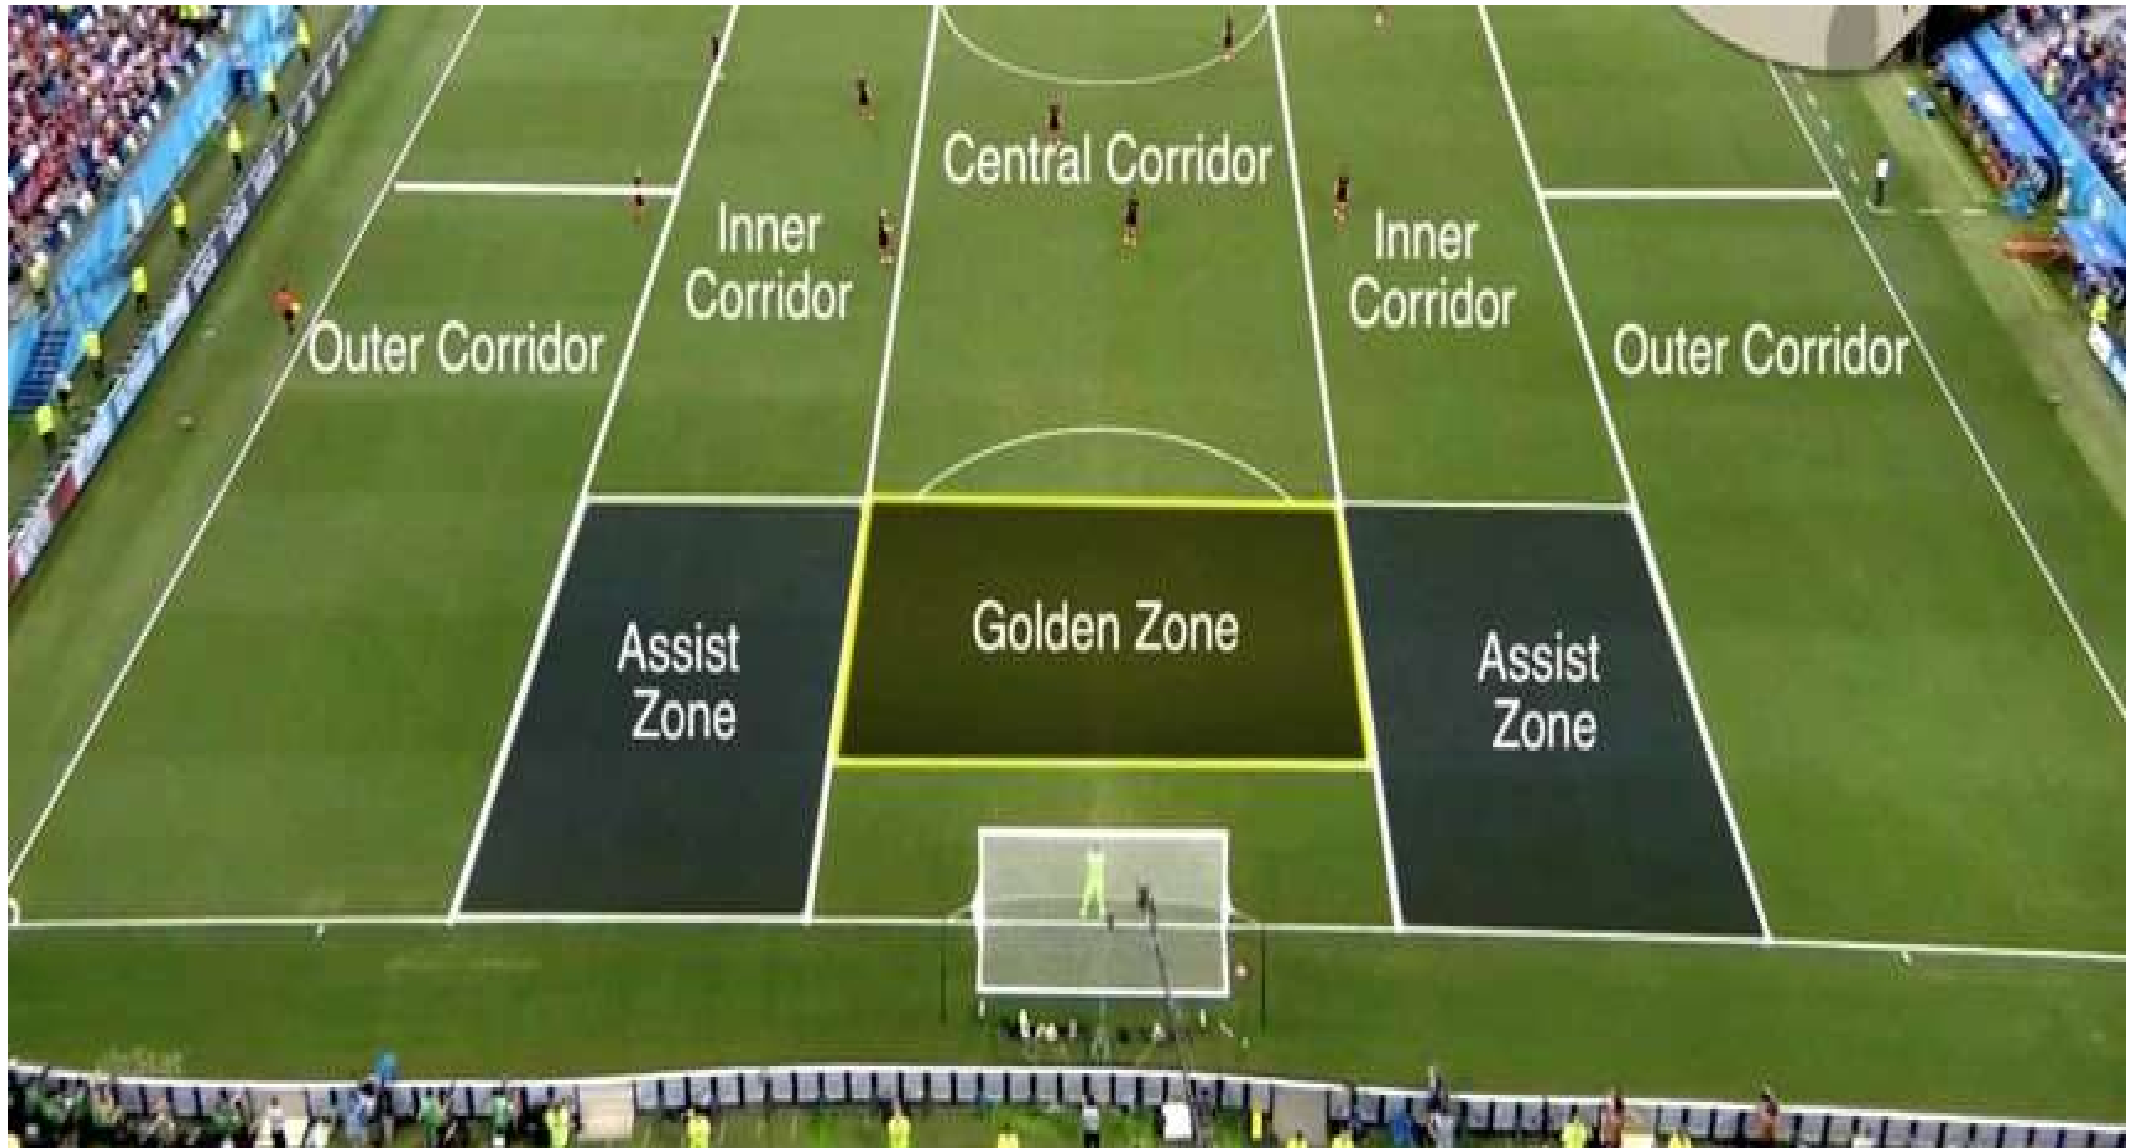 Central Corridor
Inner
Corridor
Inner
Corridor
Outer Corridor
Outer Corridor
Assist
Zone
Golden Zone
Assist
Zone